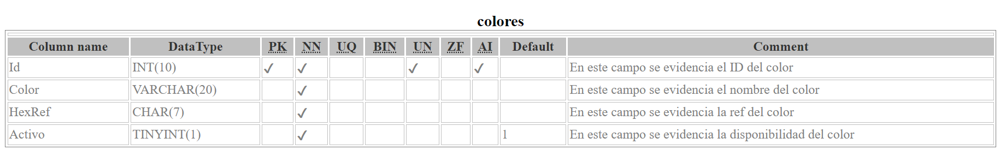 colores
Column name DataType PK NN UQ BIN UN ZF AI Default Comment
Id INT(10) ✓ ✓ ✓ ✓ En este campo se evidencia el ID del color
Color VARCHAR(20) ✓ En este campo se evidencia el nombre del color
HexRef CHAR(7) ✓ En este campo se evidencia la ref del color
Activo TINYINT(1) ✓ 1 En este campo se evidencia la disponibilidad del color